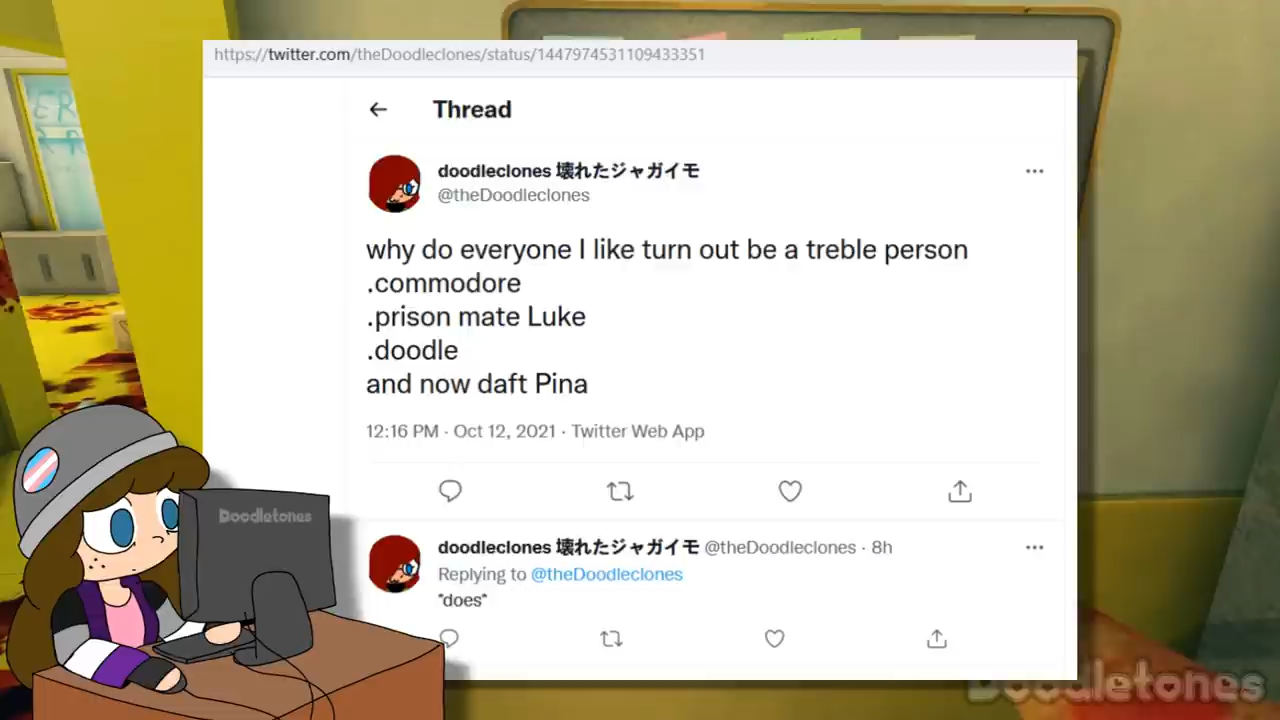 https://twitter.com/theDoodleclones/status/1447974531109433351
Thread
doodleclones 壊れたジャガイモ
@theDoodleclones
why do everyone I like turn out be a treble person
.commodore
.prison mate Luke
.doodle
and now daft Pina
12:16 PM · Oct 12, 2021 · Twitter Web App
doodleclones 壊れたジャガイモ @theDoodleclones · 8h
Replying to @theDoodleclones
*does*
Doodletones
Doodletones